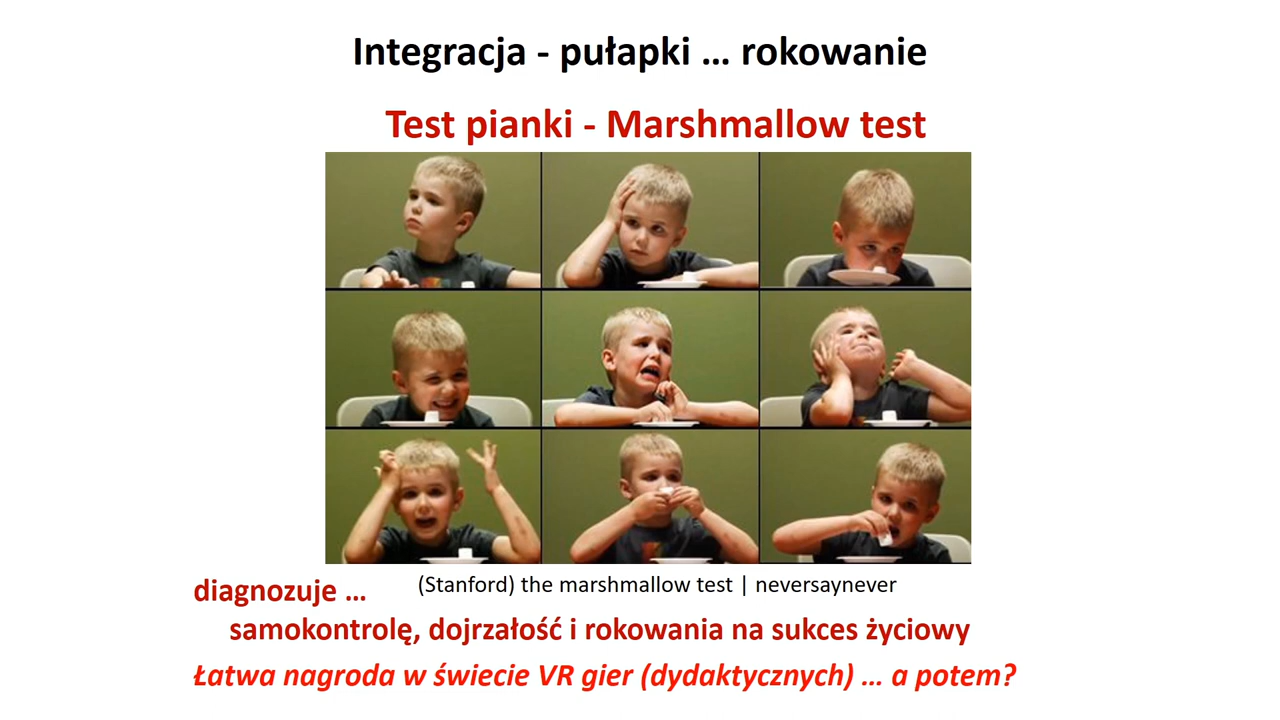 Integracja - pułapki ... rokowanie
Test pianki - Marshmallow test
diagnozuje ...
(Stanford) the marshmallow test | neversaynever
samokontrolę, dojrzałość i rokowania na sukces życiowy
Łatwa nagroda w świecie VR gier (dydaktycznych) ... a potem?